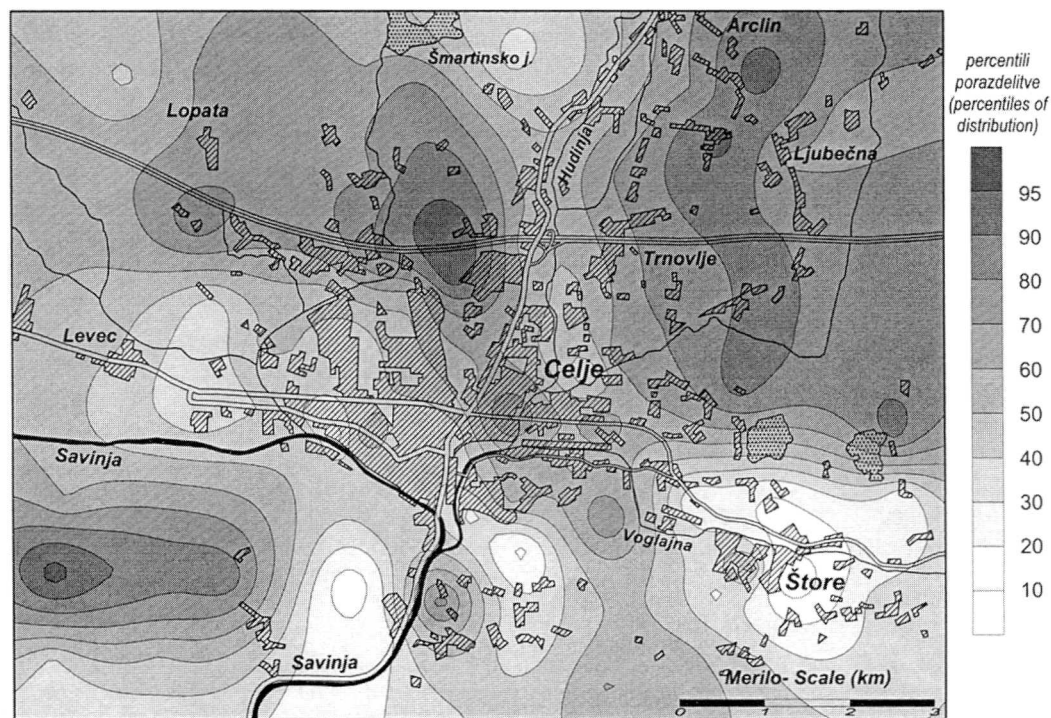 Arclin
Šmartinsko j.
Lopata
Hudinja
Ljubečna
Trnovlje
Levec
Celje
Savinja
Voglajna
Štore
Savinja
Merilo- Scale (km)
0 1 2 3
percentili
porazdelitve
(percentiles of
distribution)
95
90
80
70
60
50
40
30
20
10